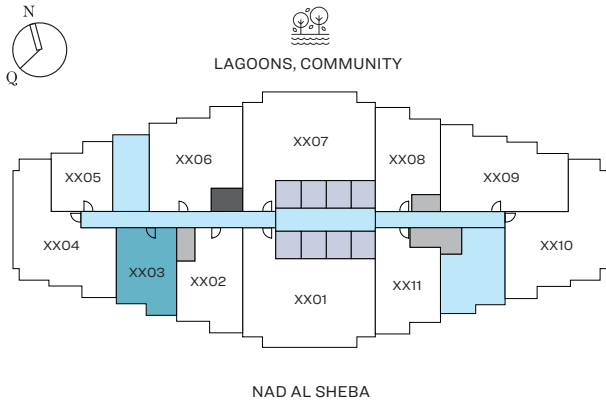 N
Q
LAGOONS, COMMUNITY
XX07
XX06
XX08
XX05
XX09
XX04
XX03
XX02
XX01
XX11
XX10
NAD AL SHEBA